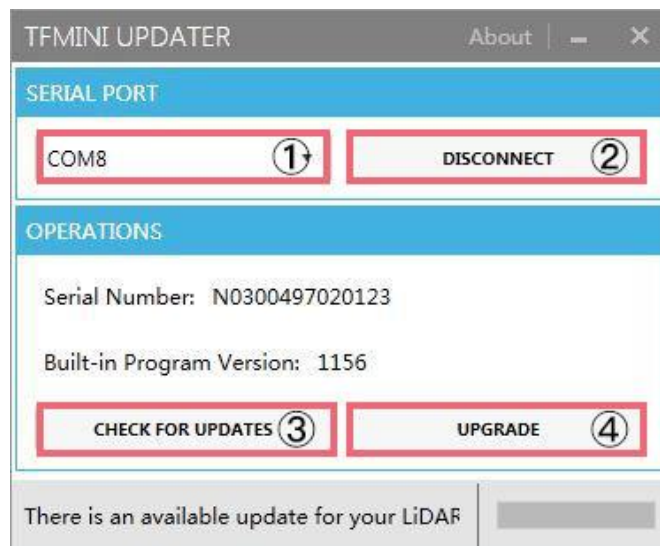 TFMINI UPDATER About
SERIAL PORT
COM8 ① DISCONNECT ②
OPERATIONS
Serial Number: N0300497020123
Built-in Program Version: 1156
CHECK FOR UPDATES ③ UPGRADE ④
There is an available update for your LiDAR